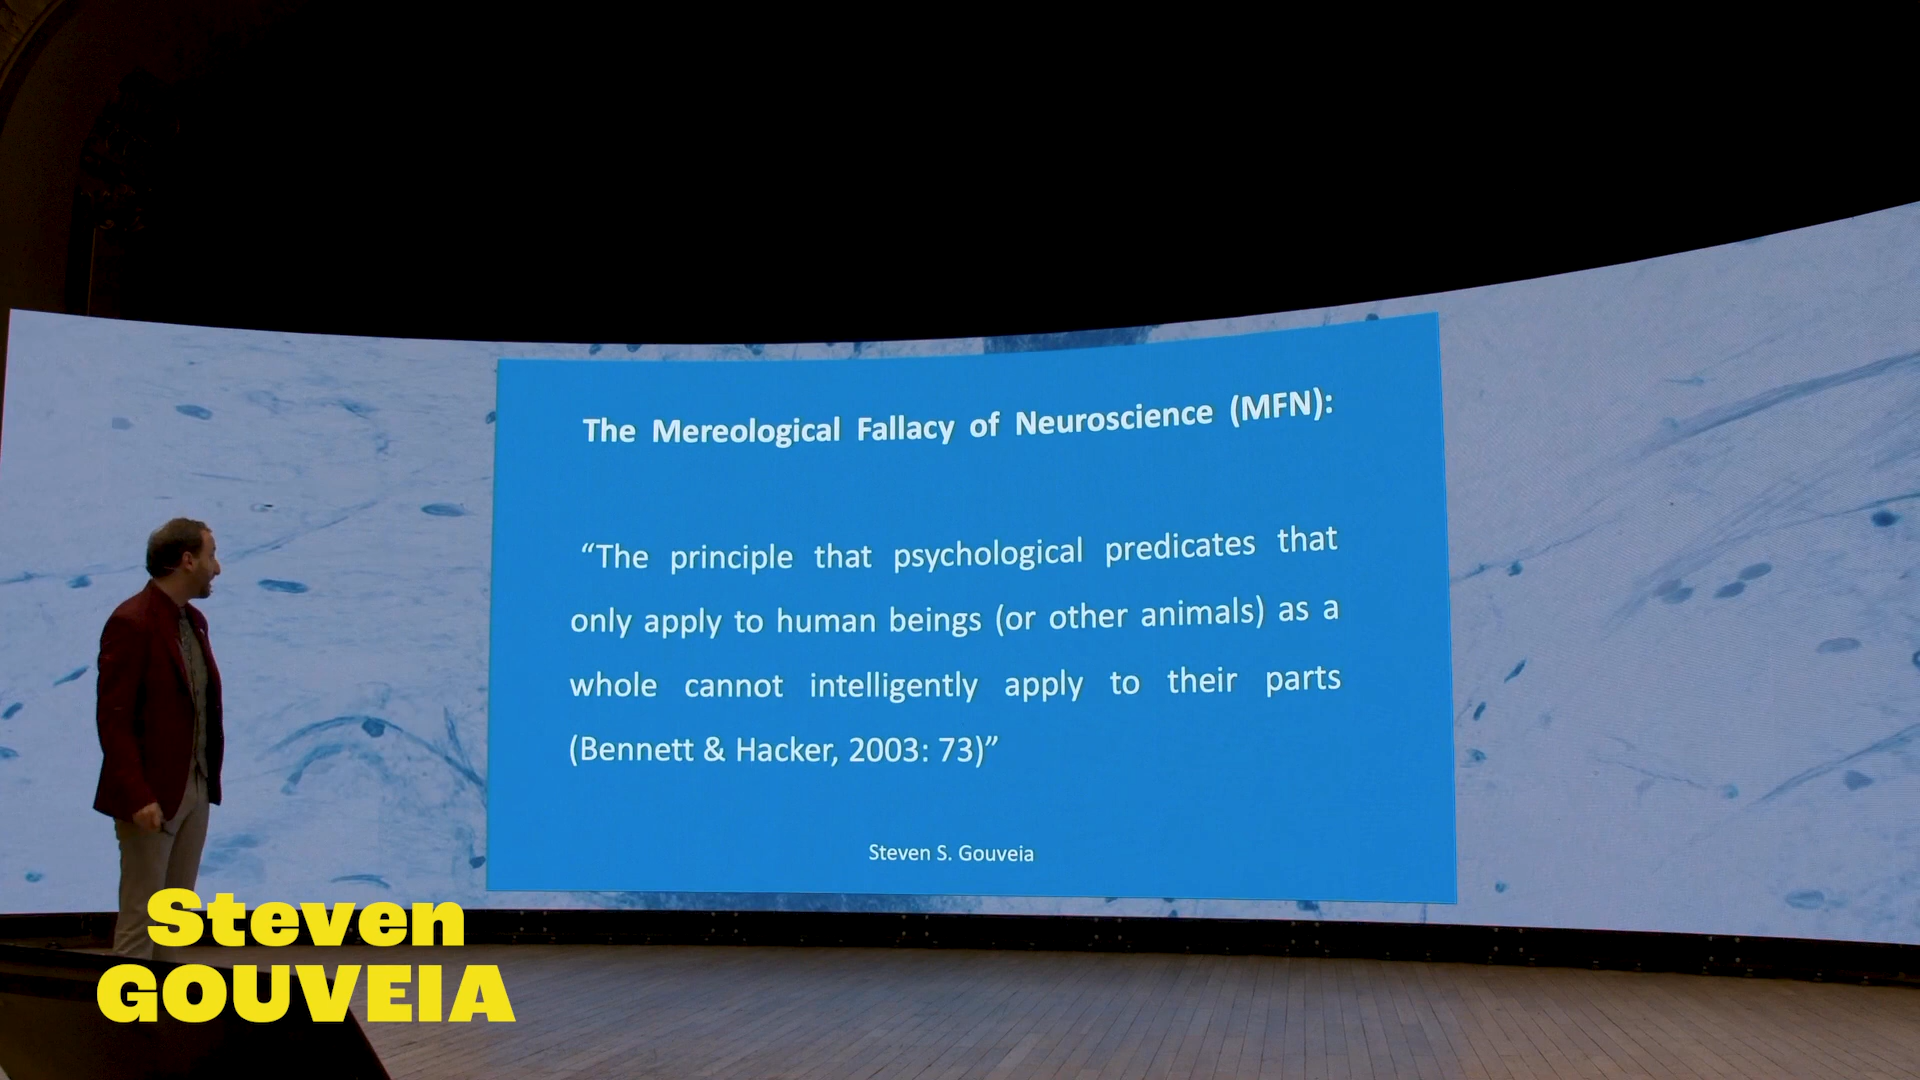 The Mereological Fallacy of Neuroscience (MFN):
“The principle that psychological predicates that
only apply to human beings (or other animals) as a
whole cannot intelligently apply to their parts
(Bennett & Hacker, 2003: 73)”
Steven S. Gouveia
Steven
GOUVEIA